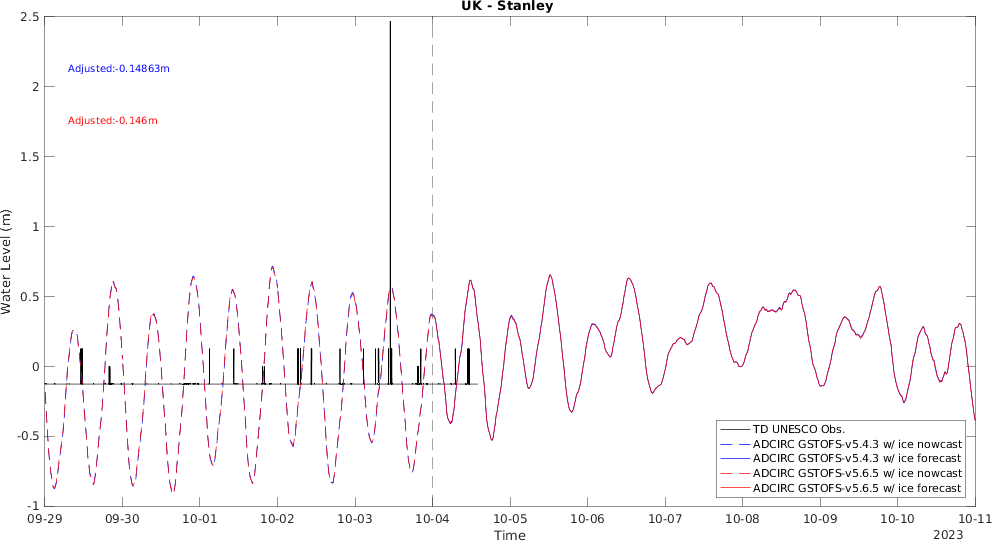 UK - Stanley
2.5
2
1.5
1
0.5
0
-0.5
-1
Water Level (m)
Adjusted:-0.14863m
Adjusted:-0.146m
TD UNESCO Obs.
ADCIRC GSTOFS-v5.4.3 w/ ice nowcast
ADCIRC GSTOFS-v5.4.3 w/ ice forecast
ADCIRC GSTOFS-v5.6.5 w/ ice nowcast
ADCIRC GSTOFS-v5.6.5 w/ ice forecast
09-29 09-30 10-01 10-02 10-03 10-04 10-05 10-06 10-07 10-08 10-09 10-10 10-11
Time
2023